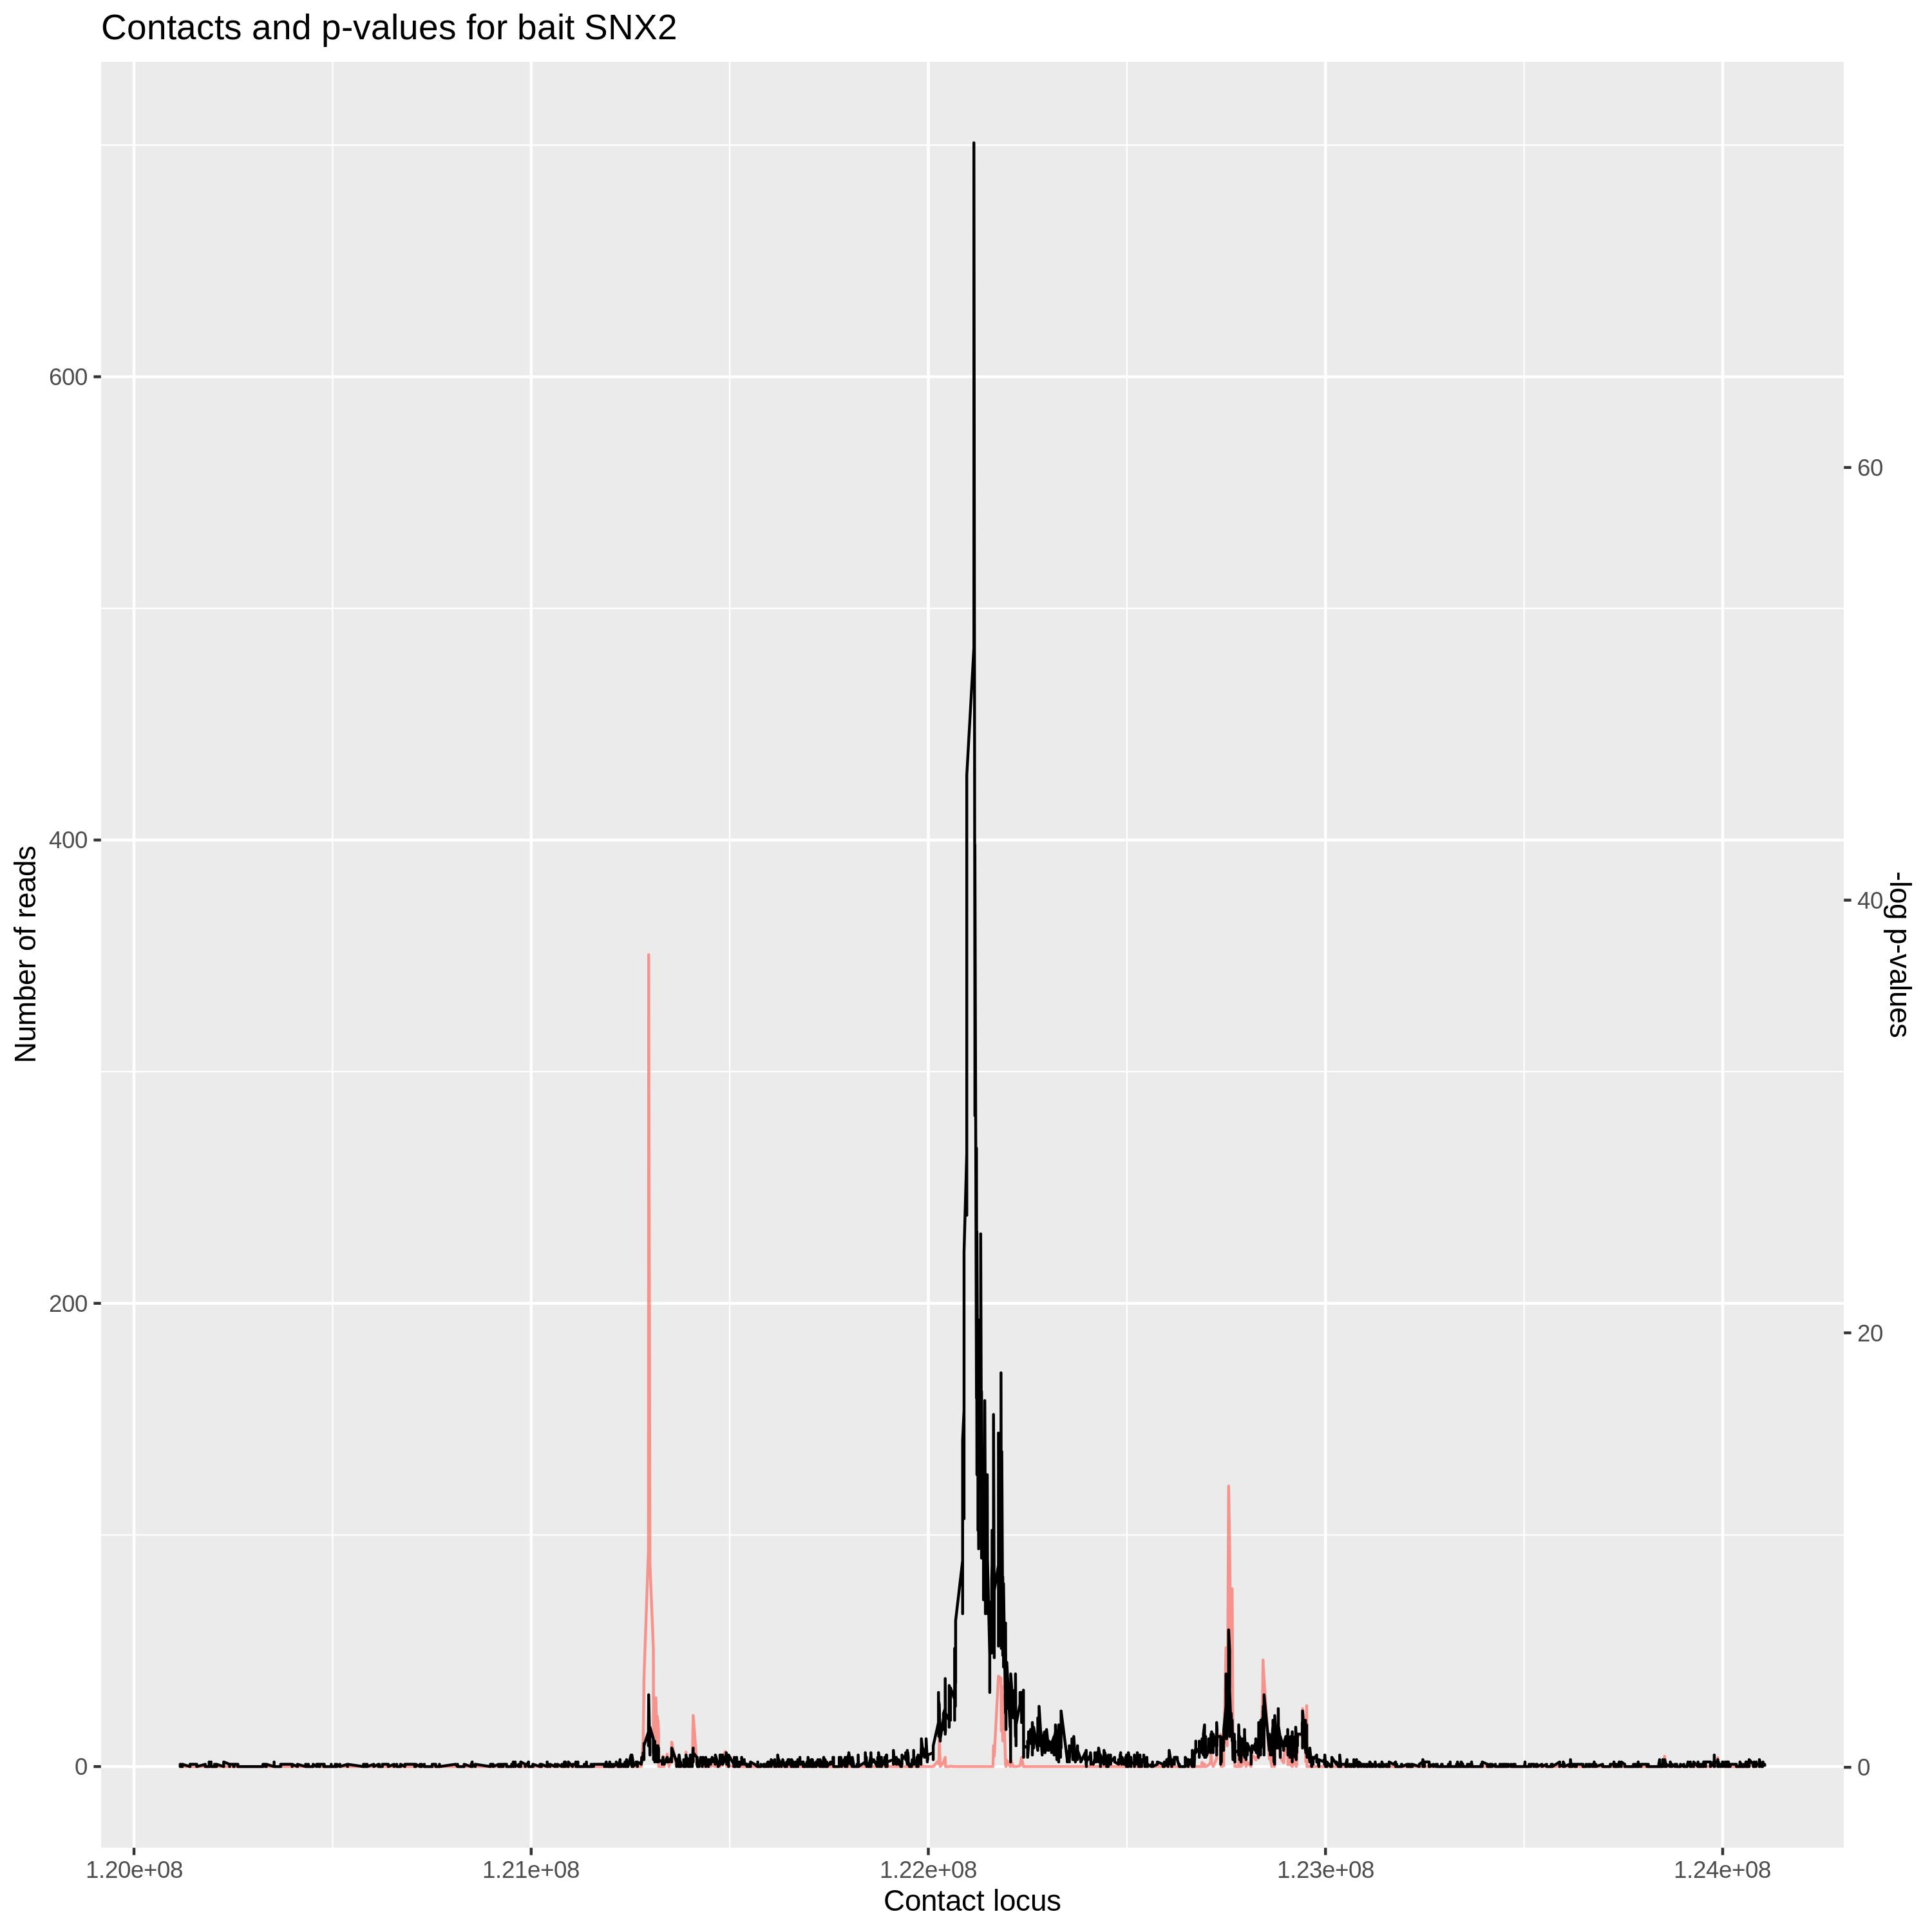 Contacts and p-values for bait SNX2
Number of reads
600
400
200
0
60
40
20
0
-log p-values
1.20e+08
1.21e+08
1.22e+08
1.23e+08
1.24e+08
Contact locus